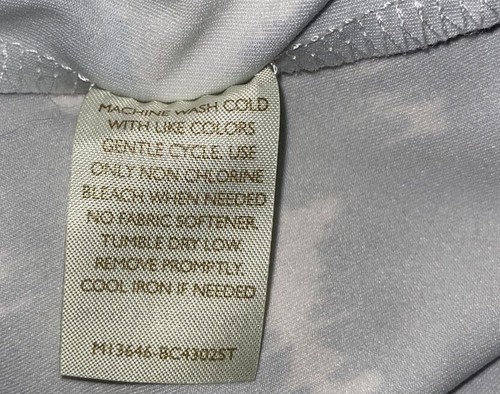 MACHINE WASH COLD
WITH LIKE COLORS
GENTLE CYCLE. USE
ONLY NON CHLORINE
BLEACH WHEN NEEDED
NO FABRIC SOFTENER.
TUMBLE DRY LOW.
REMOVE PROMPTLY.
COOL IRON IF NEEDED
M13646-BC4302ST